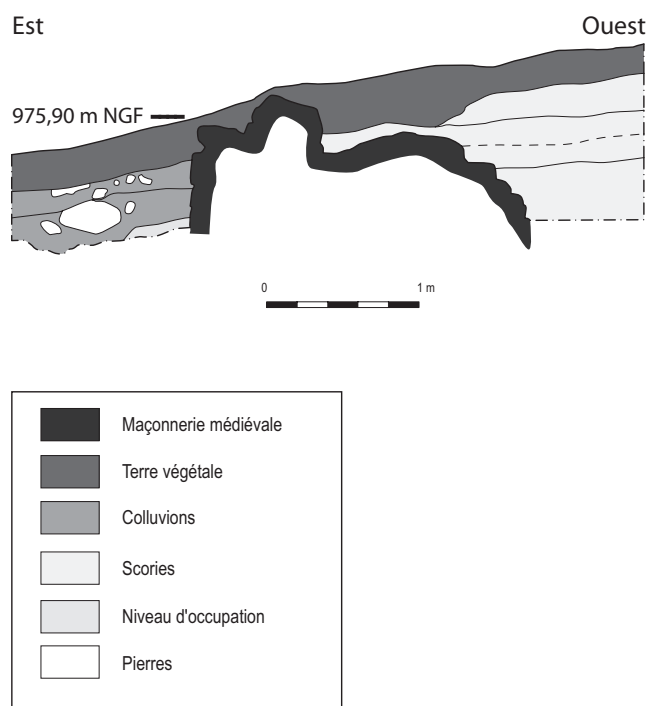 Est
Ouest
975,90 m NGF
0
1 m
Maçonnerie médiévale
Terre végétale
Colluvions
Scories
Niveau d'occupation
Pierres